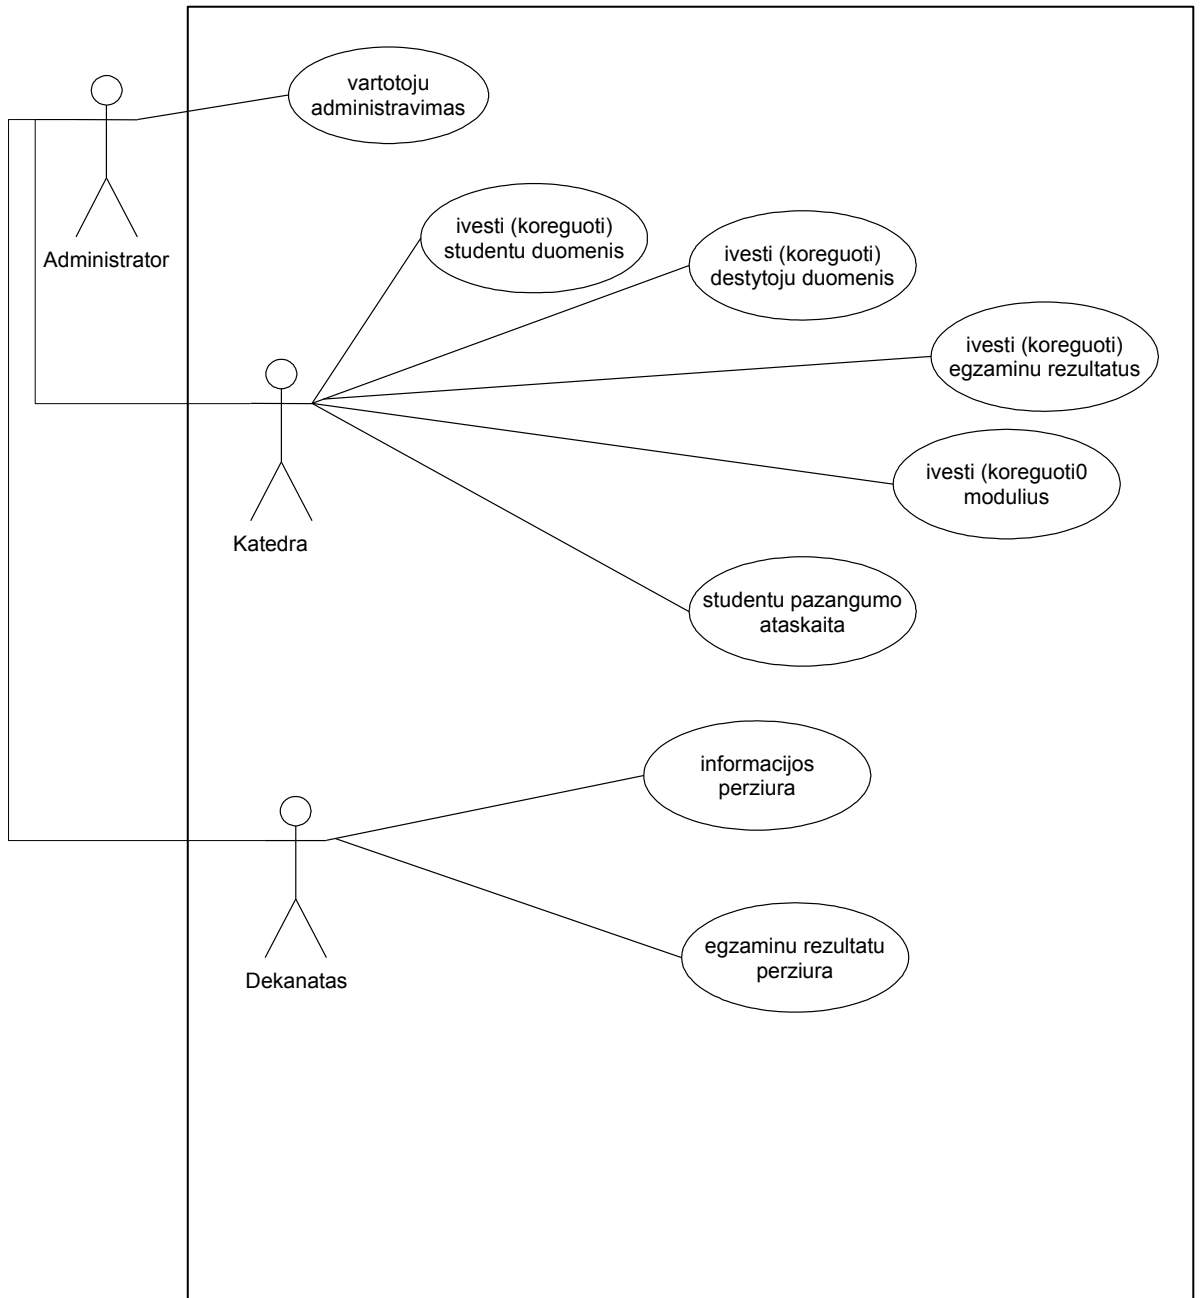 vartotoju
administravimas
Administrator
ivesti (koreguoti)
studentu duomenis
ivesti (koreguoti)
destytoju duomenis
ivesti (koreguoti)
egzaminu rezultatus
ivesti (koreguoti0
modulius
Katedra
studentu pazangumo
ataskaita
informacijos
perziura
egzaminu rezultatu
perziura
Dekanatas